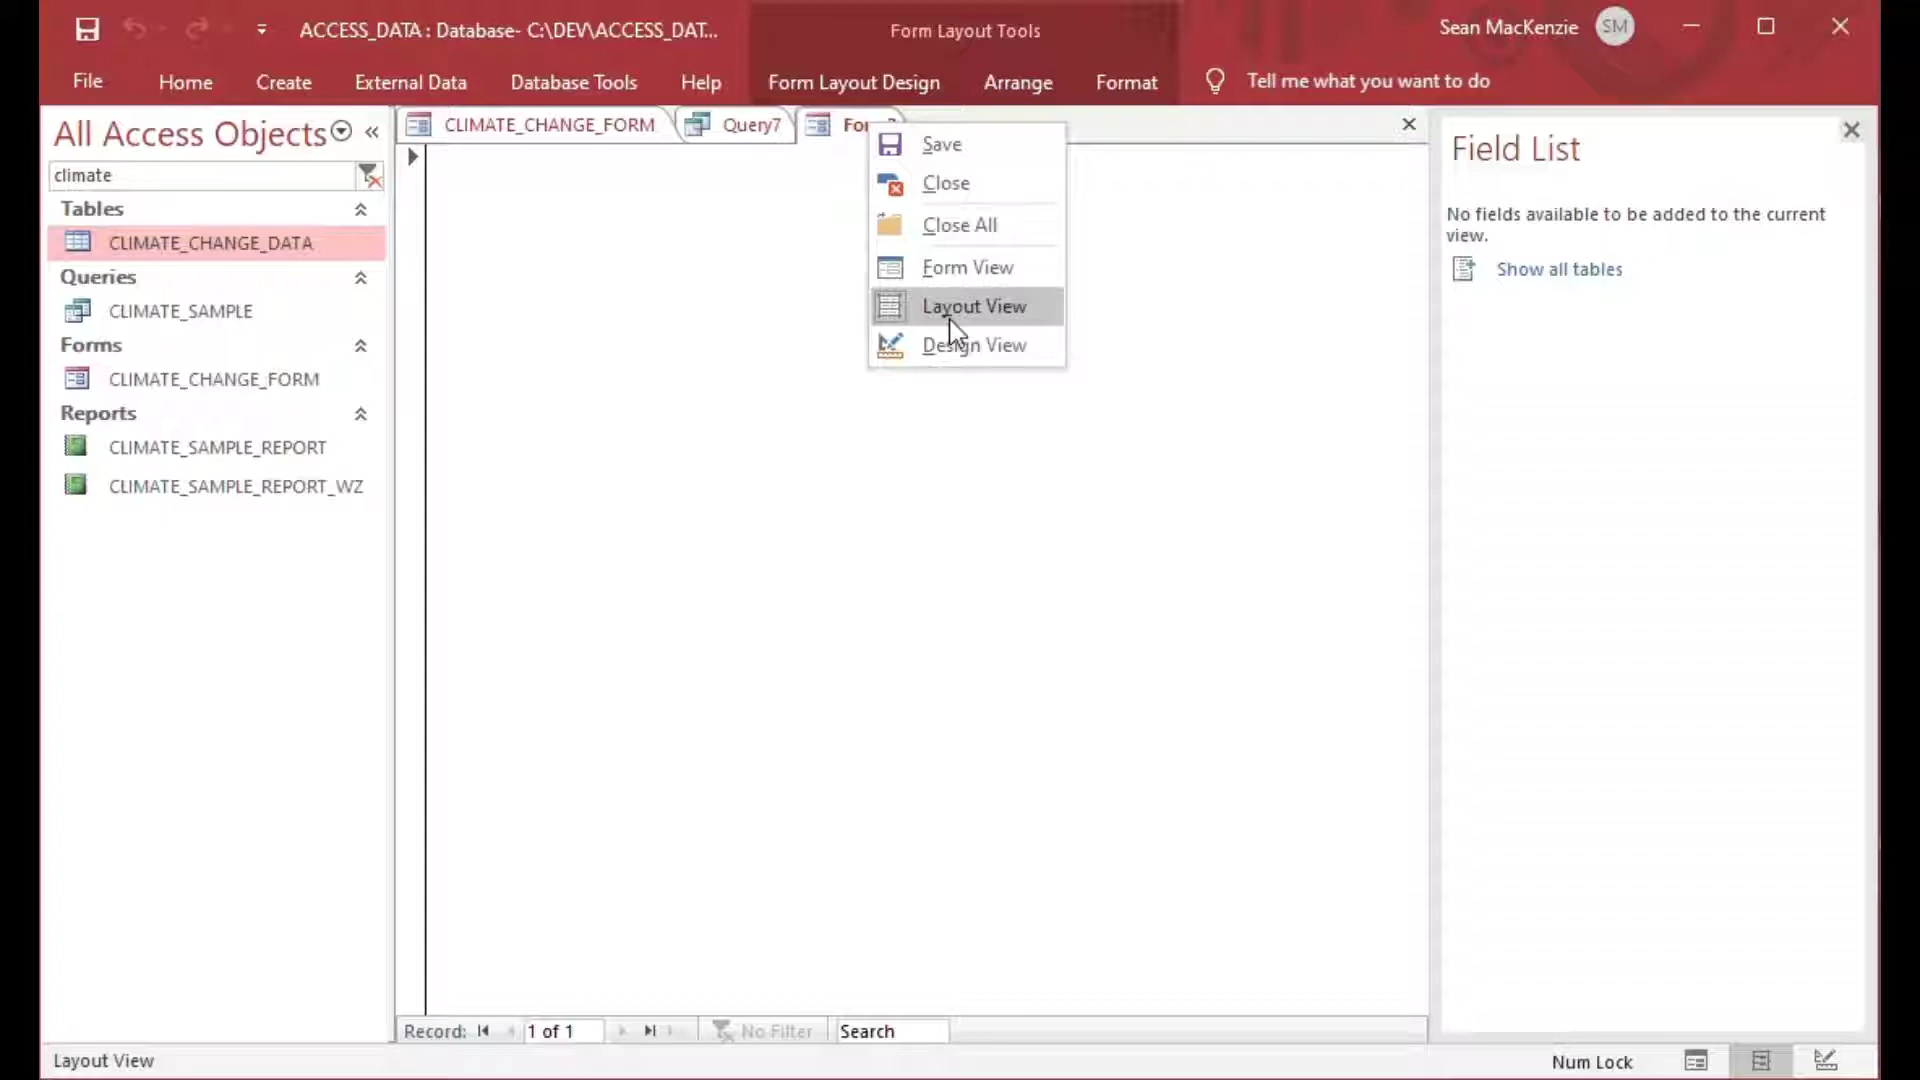 ACCESS_DATA : Database- C:\DEV\ACCESS_DAT...
Form Layout Tools
Sean MacKenzie
SM
File
Home
Create
External Data
Database Tools
Help
Form Layout Design
Arrange
Format
Tell me what you want to do
All Access Objects
climate
Tables
CLIMATE_CHANGE_DATA
Queries
CLIMATE_SAMPLE
Forms
CLIMATE_CHANGE_FORM
Reports
CLIMATE_SAMPLE_REPORT
CLIMATE_SAMPLE_REPORT_WZ
CLIMATE_CHANGE_FORM
Query7
Save
Close
Close All
Form View
Layout View
Design View
Field List
No fields available to be added to the current
view.
Show all tables
Record:
1 of 1
No Filter
Search
Layout View
Num Lock